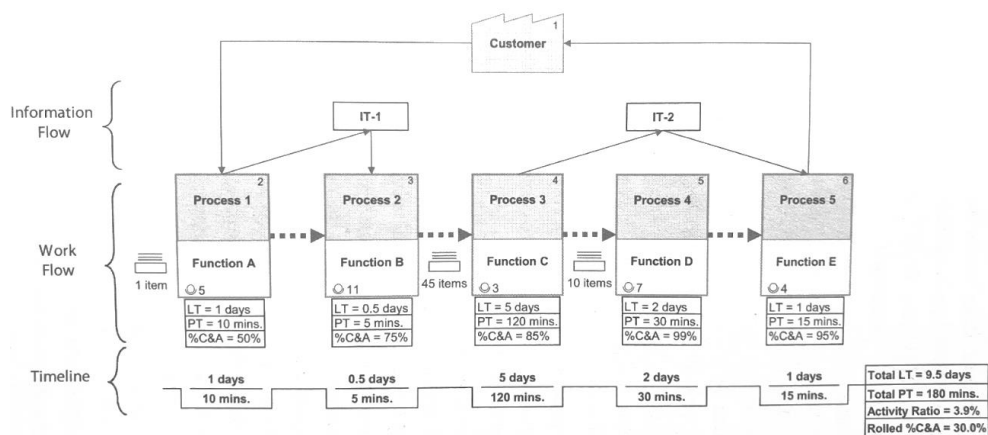 1
Customer
Information
Flow
IT-1
IT-2
2
Process 1
3
Process 2
4
Process 3
5
Process 4
6
Process 5
Work
Flow
1 item
Function A
5
Function B
11
45 items
Function C
3
10 items
Function D
7
Function E
4
LT = 1 days
PT = 10 mins.
%C&A = 50%
LT = 0.5 days
PT = 5 mins.
%C&A = 75%
LT = 5 days
PT = 120 mins.
%C&A = 85%
LT = 2 days
PT = 30 mins.
%C&A = 99%
LT = 1 days
PT = 15 mins.
%C&A = 95%
Timeline
1 days
10 mins.
0.5 days
5 mins.
5 days
120 mins.
2 days
30 mins.
1 days
15 mins.
Total LT = 9.5 days
Total PT = 180 mins.
Activity Ratio = 3.9%
Rolled %C&A = 30.0%